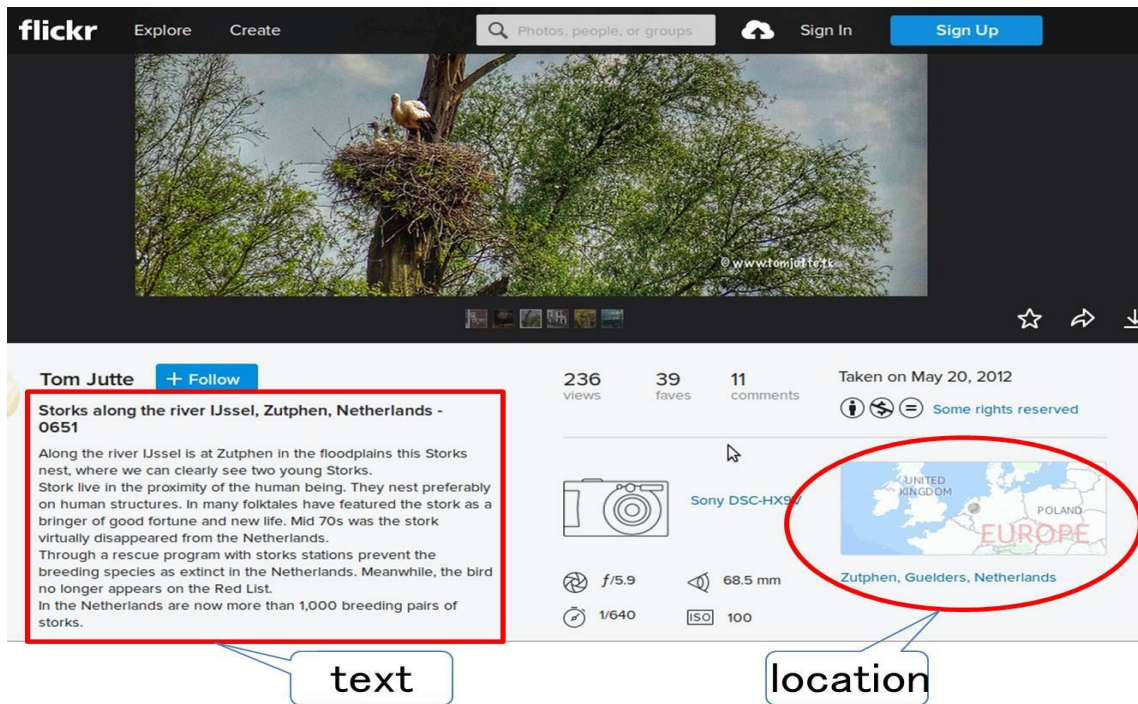 flickr Explore Create Photos, people, or groups Sign In Sign Up
© www.tomjutte.tk
Tom Jutte + Follow
Storks along the river IJssel, Zutphen, Netherlands -
0651
Along the river IJssel is at Zutphen in the floodplains this Storks
nest, where we can clearly see two young Storks.
Stork live in the proximity of the human being. They nest preferably
on human structures. In many folktales have featured the stork as a
bringer of good fortune and new life. Mid 70s was the stork
virtually disappeared from the Netherlands.
Through a rescue program with storks stations prevent the
breeding species as extinct in the Netherlands. Meanwhile, the bird
no longer appears on the Red List.
In the Netherlands are now more than 1,000 breeding pairs of
storks.
236 39 11
views faves comments
Taken on May 20, 2012
Some rights reserved
Sony DSC-HX9V
ƒ/5.9 68.5 mm
1/640 ISO 100
UNITED
KINGDOM
POLAND
EUROPE
Zutphen, Guelders, Netherlands
text location